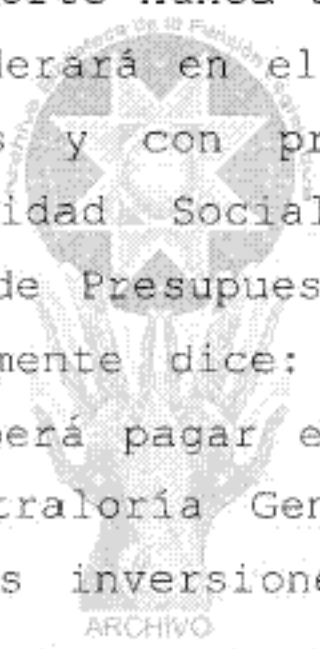 derará en el
s y con pr
idad Social
de Presupues
mente dice:
berá pagar e
traloría Gen
s inversione
ARCHIVO